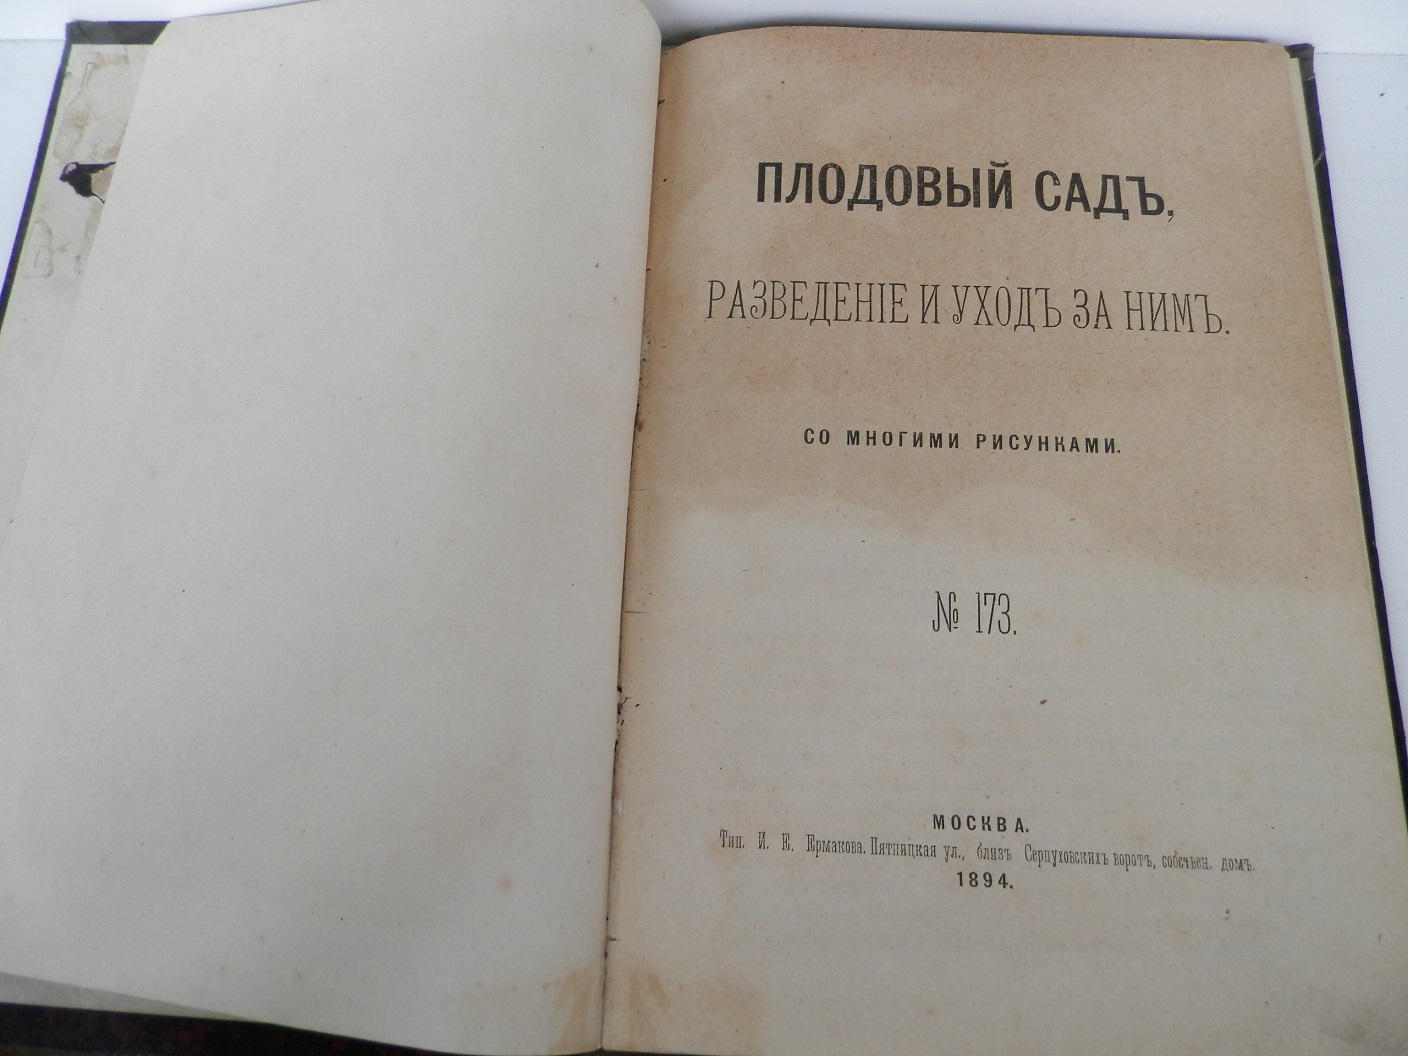 ПЛОДОВЫЙ САДЪ,
РАЗВЕДЕНІЕ И УХОДЪ ЗА НИМЪ.
СО МНОГИМИ РИСУНКАМИ.
№ 173.
МОСКВА.
Тип. И. Е. Ермакова. Пятницкая ул., близъ Серпуховскихъ воротъ, собствен. домъ.
1894.